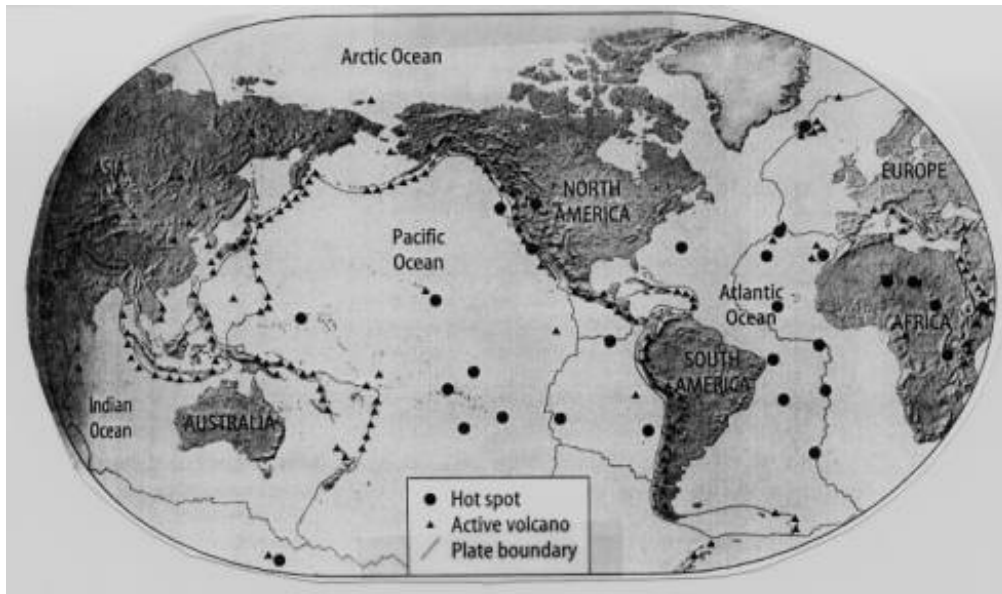 Arctic Ocean
ASIA
NORTH
AMERICA
EUROPE
Pacific
Ocean
Atlantic
Ocean
AFRICA
SOUTH
AMERICA
Indian
Ocean
AUSTRALIA
Hot spot
Active volcano
Plate boundary